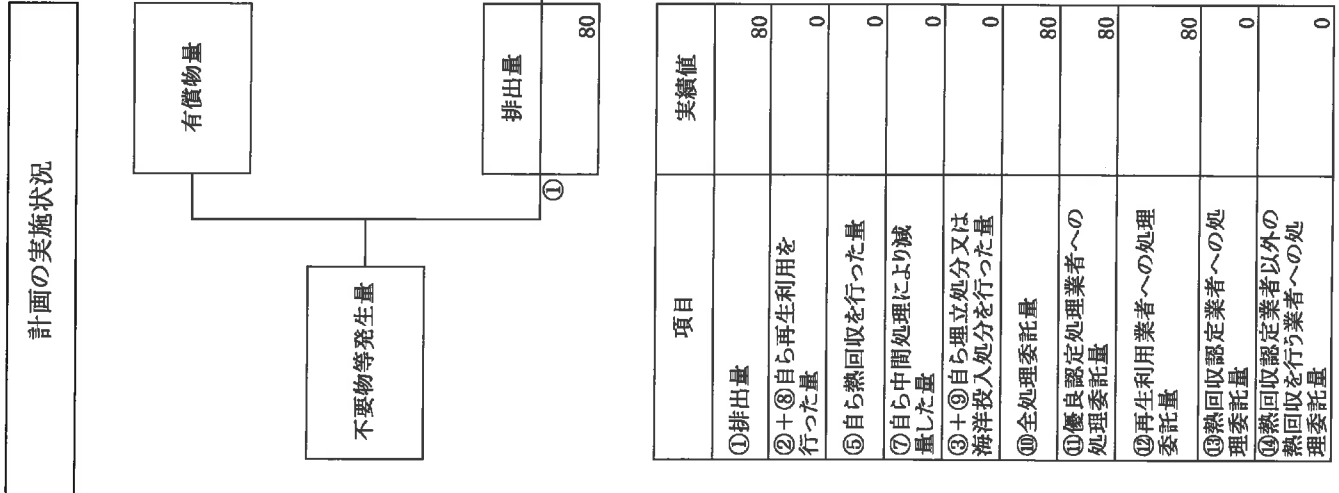 計画の実施状況
有償物量
不要物等発生量
①
排出量
80
項目
実績値
①排出量
80
②+⑧自ら再生利用を
行った量
0
⑤自ら熱回収を行った量
0
⑦自ら中間処理により減
量した量
0
③+⑨自ら埋立処分又は
海洋投入処分を行った量
0
⑩全処理委託量
80
⑪優良認定処理業者への
処理委託量
80
⑫再生利用業者への処理
委託量
80
⑬熱回収認定業者への処
理委託量
0
⑭熱回収認定業者以外の
熱回収を行う業者への処
理委託量
0